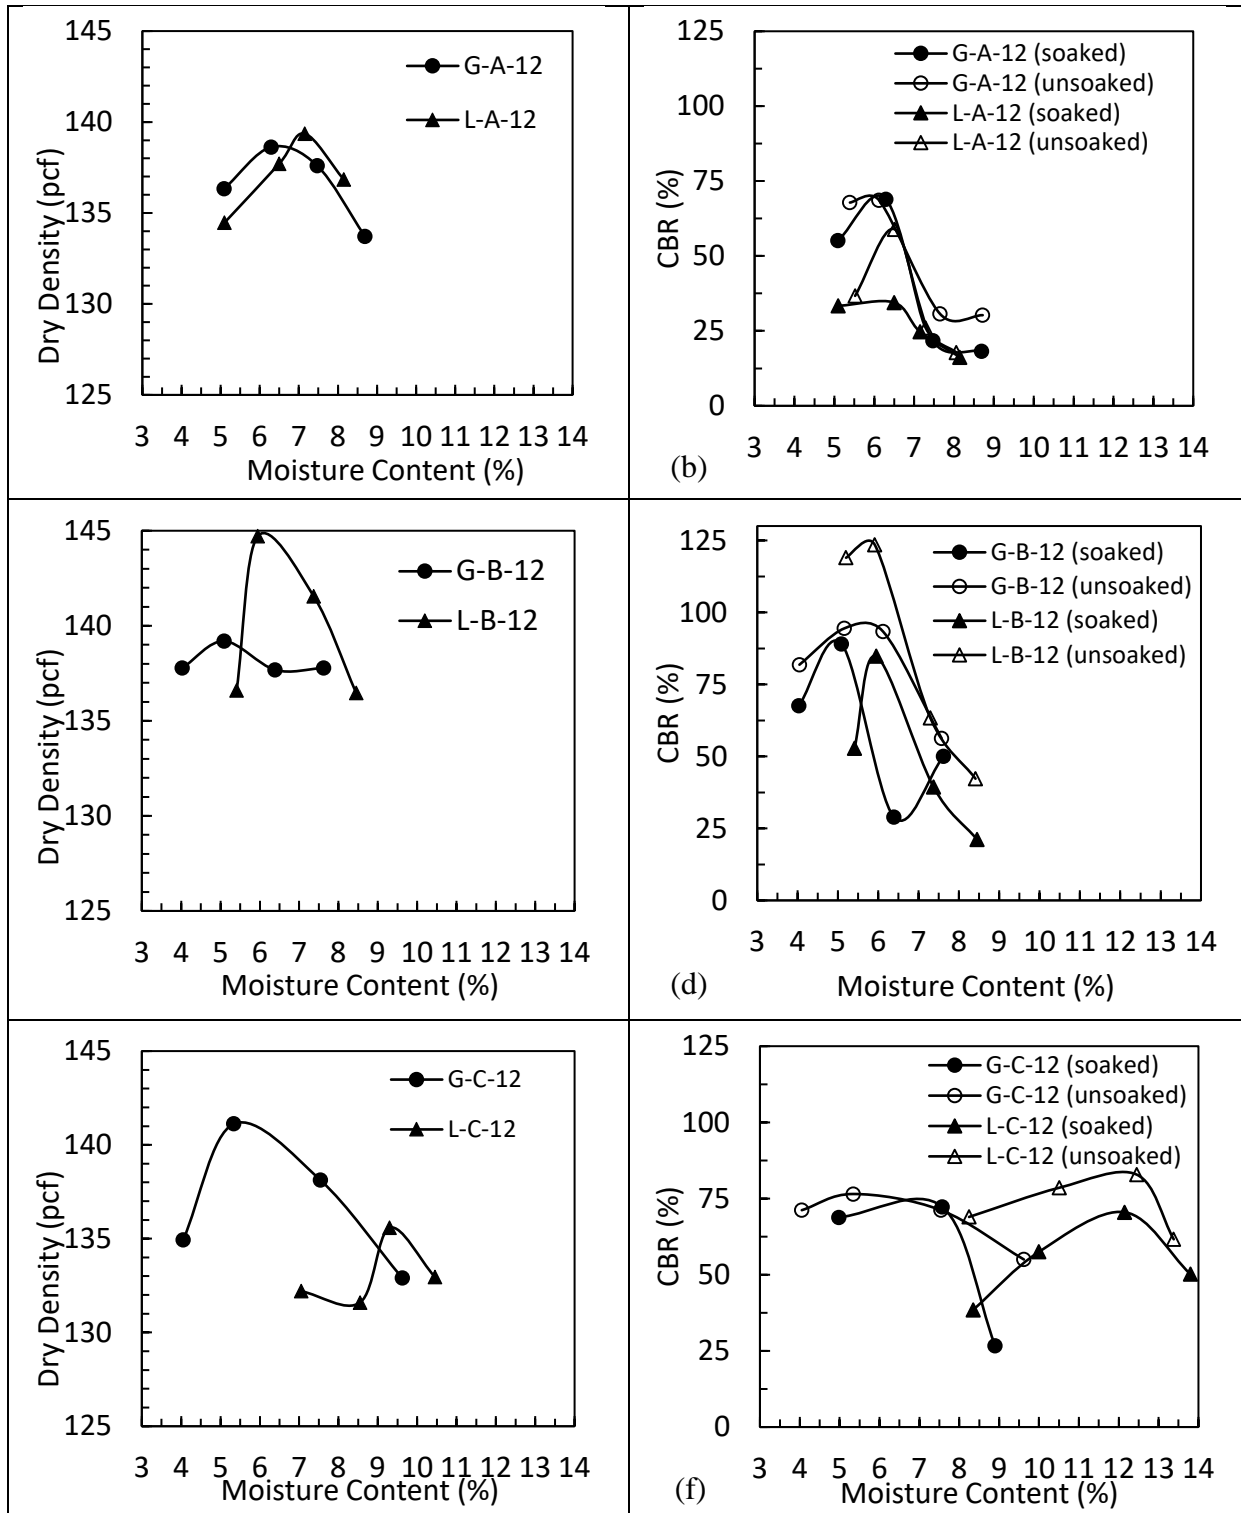 145
140
135
130
125
Dry Density (pcf)
G-A-12
L-A-12
3 4 5 6 7 8 9 10 11 12 13 14
Moisture Content (%)
125
100
75
50
25
0
CBR (%)
G-A-12 (soaked)
G-A-12 (unsoaked)
L-A-12 (soaked)
L-A-12 (unsoaked)
3 4 5 6 7 8 9 10 11 12 13 14
(b)
145
140
135
130
125
Dry Density (pcf)
G-B-12
L-B-12
3 4 5 6 7 8 9 10 11 12 13 14
Moisture Content (%)
125
100
75
50
25
0
CBR (%)
G-B-12 (soaked)
G-B-12 (unsoaked)
L-B-12 (soaked)
L-B-12 (unsoaked)
3 4 5 6 7 8 9 10 11 12 13 14
(d)
Moisture Content (%)
145
140
135
130
125
Dry Density (pcf)
G-C-12
L-C-12
3 4 5 6 7 8 9 10 11 12 13 14
Moisture Content (%)
125
100
75
50
25
0
CBR (%)
G-C-12 (soaked)
G-C-12 (unsoaked)
L-C-12 (soaked)
L-C-12 (unsoaked)
3 4 5 6 7 8 9 10 11 12 13 14
(f)
Moisture Content (%)